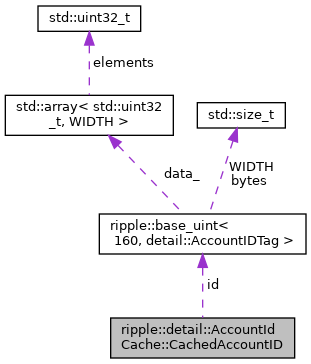 std::uint32_t
elements
std::array< std::uint32
_t, WIDTH >
std::size_t
data_
WIDTH
bytes
ripple::base_uint<
160, detail::AccountIDTag >
id
ripple::detail::AccountId
Cache::CachedAccountID